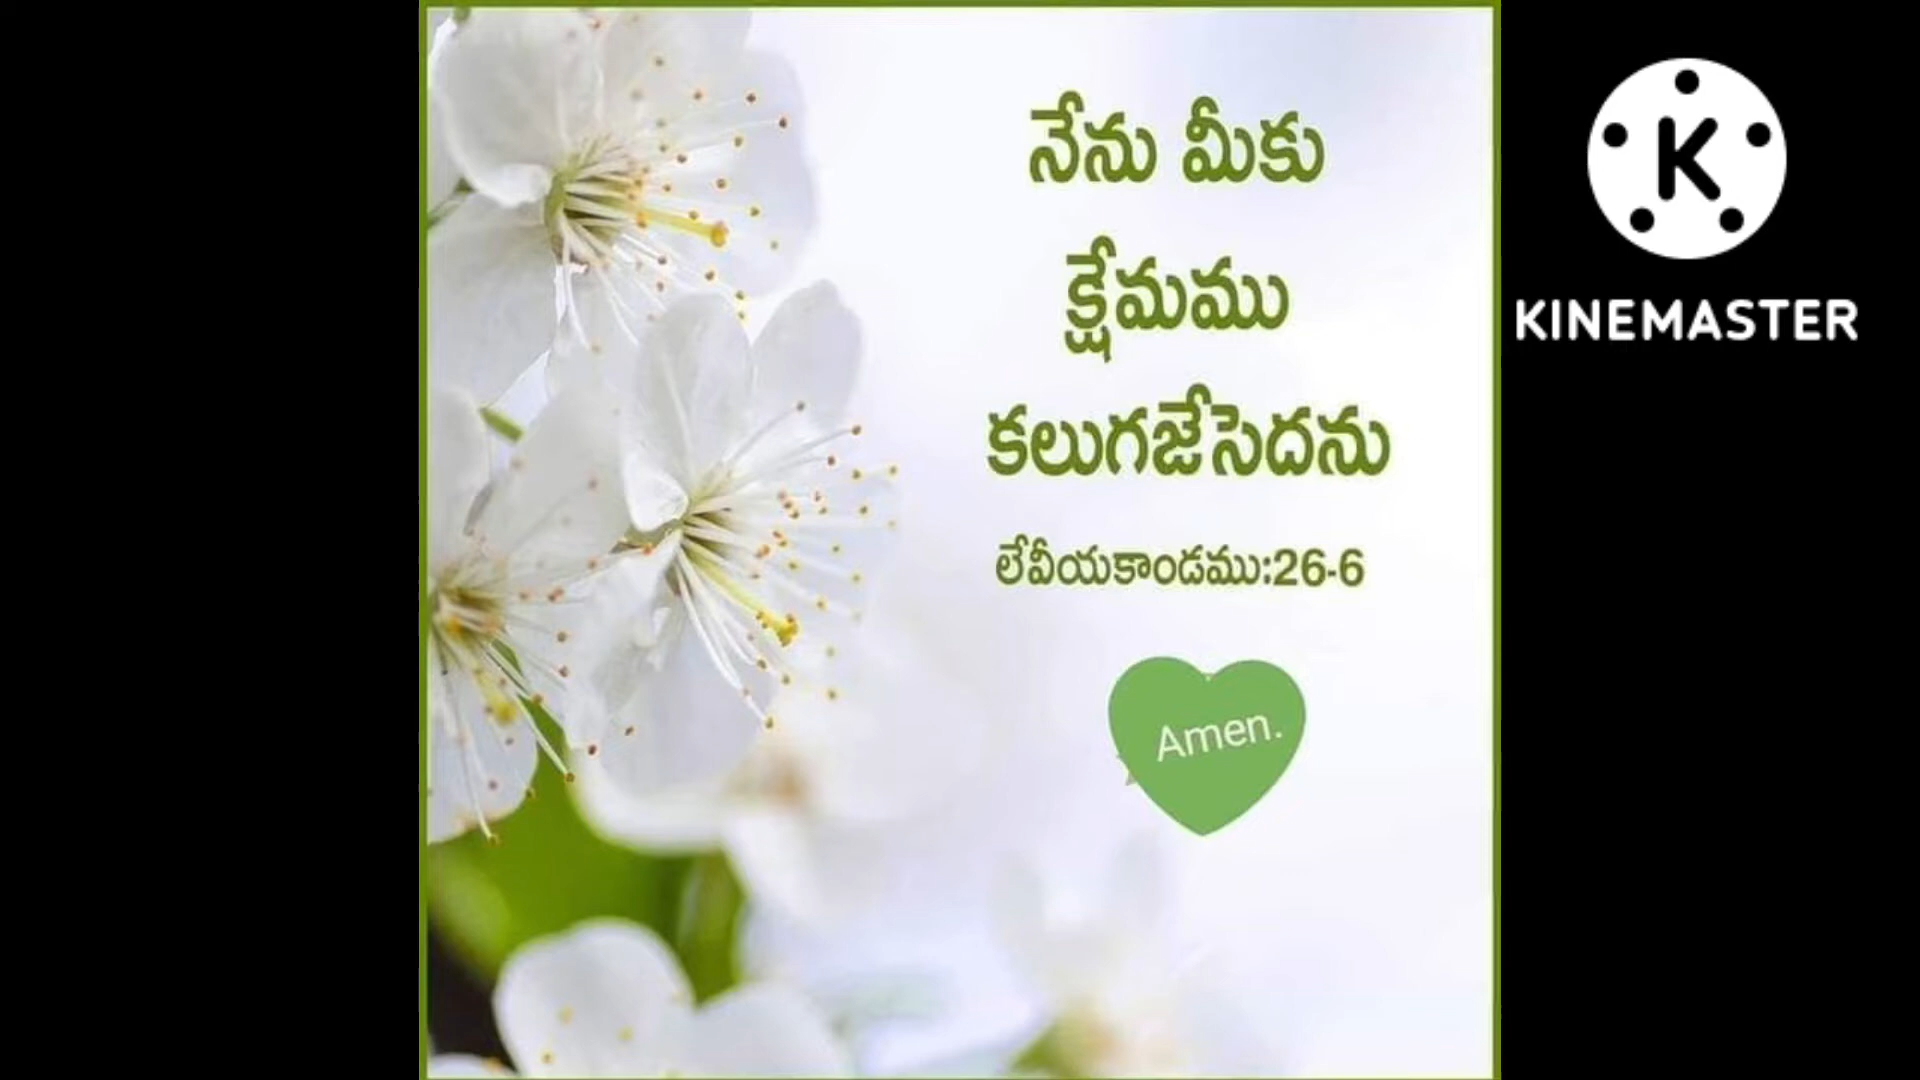 నేను మీకు
క్షేమము
కలుగజేసెదను
లేవీయకాండము:26-6
Amen.
K
KINEMASTER